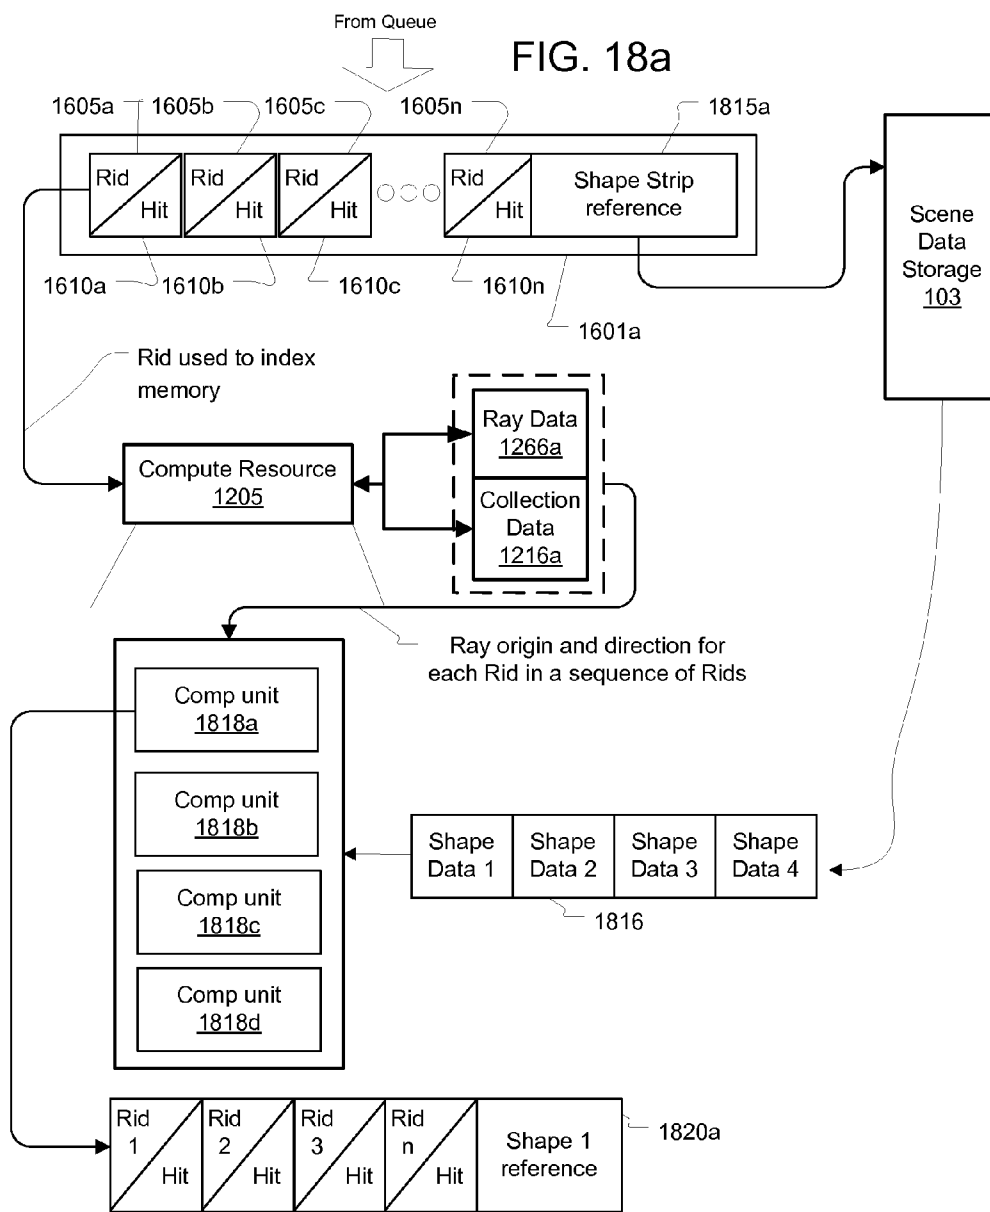 From Queue
FIG. 18a
1605a
1605b
1605c
1605n
1815a
Rid
Hit
Rid
Hit
Rid
Hit
Rid
Hit
Shape Strip
reference
1610a
1610b
1610c
1610n
1601a
Scene
Data
Storage
103
Rid used to index
memory
Ray Data
1266a
Compute Resource
1205
Collection
Data
1216a
Ray origin and direction for
each Rid in a sequence of Rids
Comp unit
1818a
Comp unit
1818b
Comp unit
1818c
Comp unit
1818d
Shape
Data 1
Shape
Data 2
Shape
Data 3
Shape
Data 4
1816
Rid
1
Hit
Rid
2
Hit
Rid
3
Hit
Rid
n
Hit
Shape 1
reference
1820a